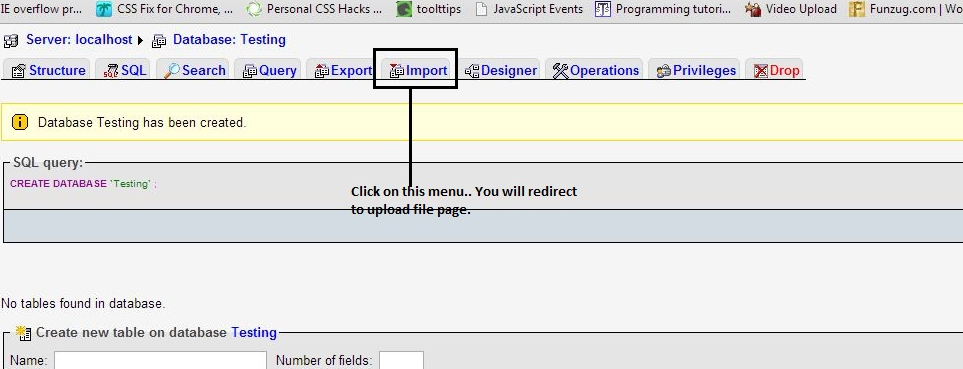 IE overflow pr... CSS Fix for Chrome, ... Personal CSS Hacks ... toolttips JavaScript Events Programming tutori... Video Upload Funzug.com | Wo
Server: localhost Database: Testing
Structure SQL Search Query Export Import Designer Operations Privileges Drop
Database Testing has been created.
SQL query:
CREATE DATABASE `Testing` ;
Click on this menu.. You will redirect
to upload file page.
No tables found in database.
Create new table on database Testing
Name: Number of fields: